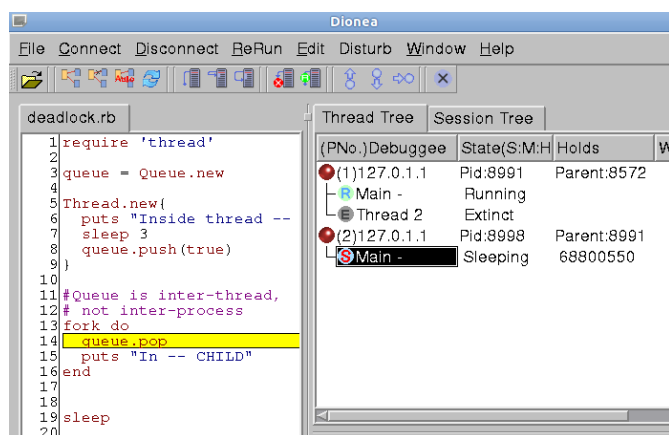 Dionea
File Connect Disconnect ReRun Edit Disturb Window Help
deadlock.rb
Thread Tree Session Tree
(PNo.)Debuggee State(S:M:H Holds W
1 require 'thread'
2
3 queue = Queue.new
4
5 Thread.new{
6 puts "Inside thread --
7 sleep 3
8 queue.push(true)
9 }
10
11 #Queue is inter-thread,
12 # not inter-process
13 fork do
14 queue.pop
15 puts "In -- CHILD"
16 end
17
18
19 sleep
20
(1)127.0.1.1 Pid:8991 Parent:8572
R Main - Running
E Thread 2 Extinct
(2)127.0.1.1 Pid:8998 Parent:8991
S Main - Sleeping 68800550